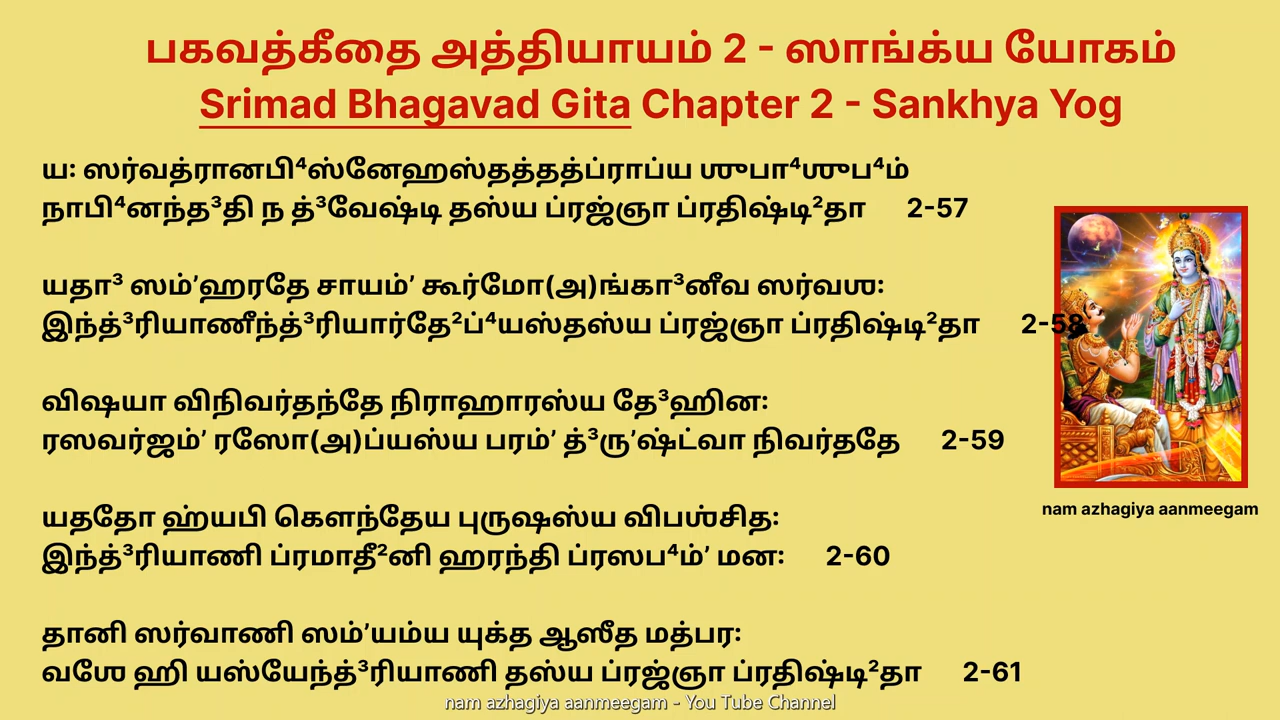 பகவத்கீதை அத்தியாயம் 2 - ஸாங்க்ய யோகம்
Srimad Bhagavad Gita Chapter 2 - Sankhya Yog
ய: ஸர்வத்ரானபி⁴ஸ்னேஹஸ்தத்தத்ப்ராப்ய ஶுபா⁴ஶுப⁴ம்
நாபி⁴னந்த³தி ந த்³வேஷ்டி தஸ்ய ப்ரஜ்ஞா ப்ரதிஷ்டி²தா 2-57
யதா³ ஸம்’ஹரதே சாயம்’ கூர்மோ(அ)ங்கா³னீவ ஸர்வஶ:
இந்த்³ரியாணீந்த்³ரியார்தே²ப்⁴யஸ்தஸ்ய ப்ரஜ்ஞா ப்ரதிஷ்டி²தா 2-58
விஷயா விநிவர்தந்தே நிராஹாரஸ்ய தே³ஹின:
ரஸவர்ஜம்’ ரஸோ(அ)ப்யஸ்ய பரம்’ த்³ரு’ஷ்ட்வா நிவர்ததே 2-59
யததோ ஹ்யபி கௌந்தேய புருஷஸ்ய விபஶ்சித:
இந்த்³ரியாணி ப்ரமாதீ²னி ஹரந்தி ப்ரஸப⁴ம்’ மன: 2-60
தானி ஸர்வாணி ஸம்’யம்ய யுக்த ஆஸீத மத்பர:
வஶே ஹி யஸ்யேந்த்³ரியாணி தஸ்ய ப்ரஜ்ஞா ப்ரதிஷ்டி²தா 2-61
nam azhagiya aanmeegam
nam azhagiya aanmeegam - You Tube Channel